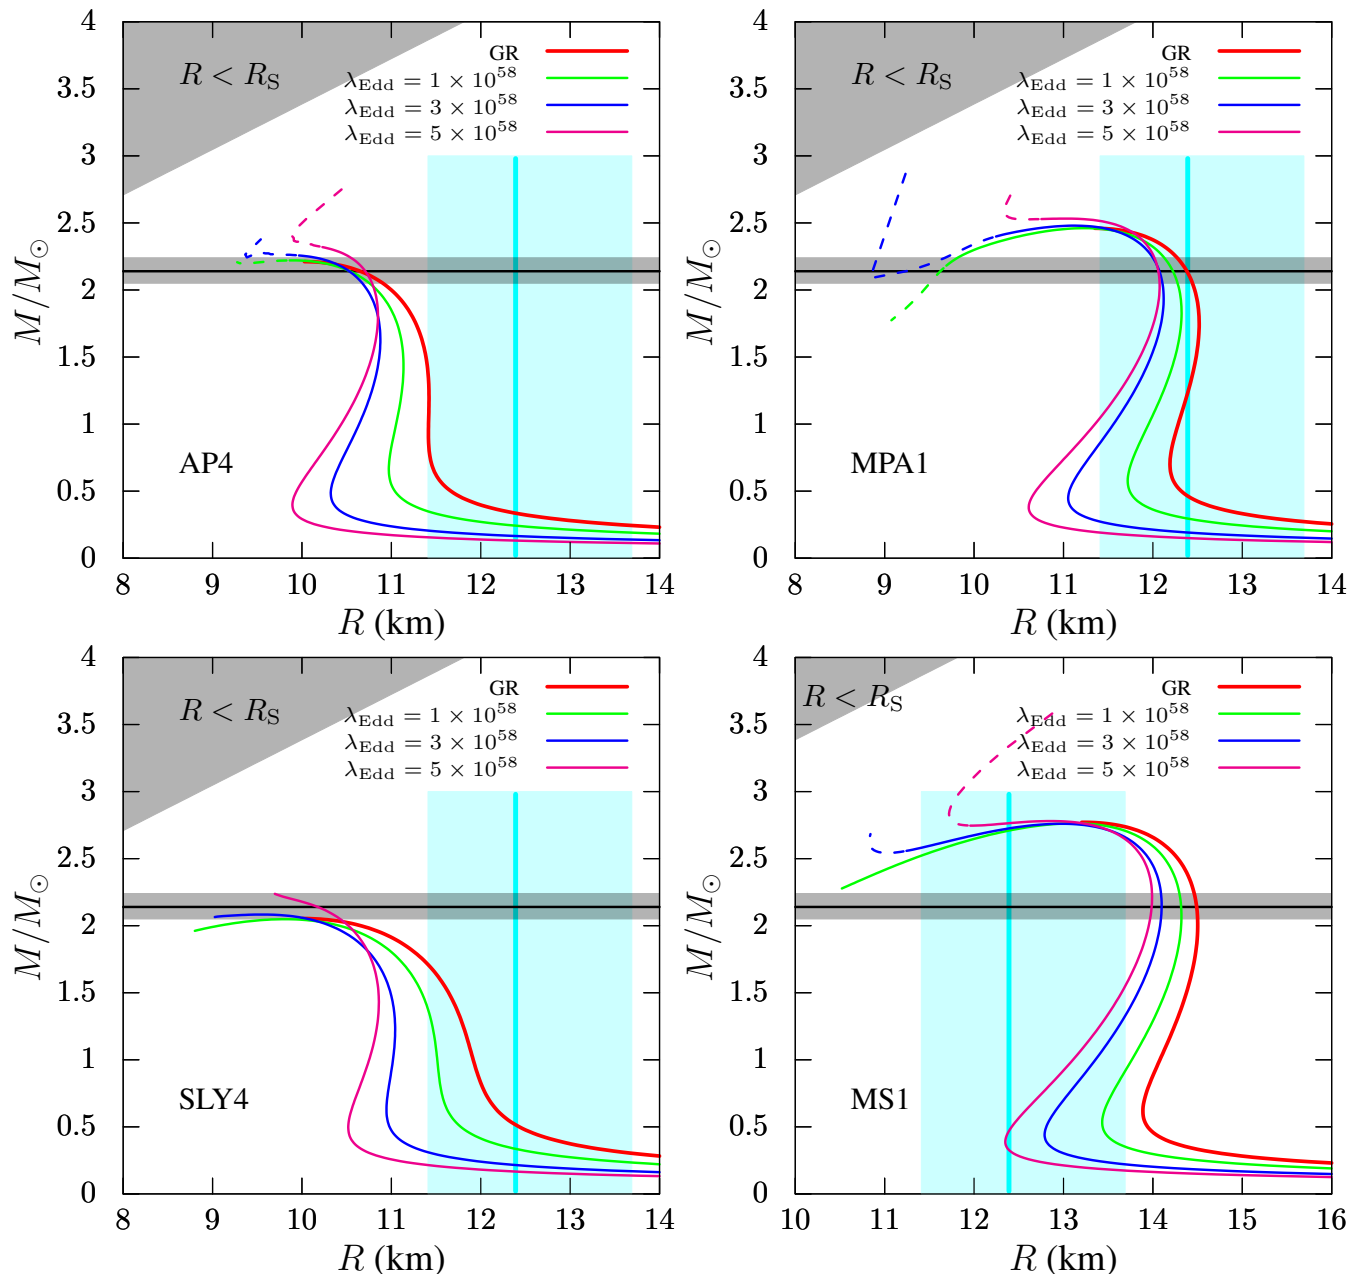 4
3.5
3
2.5
2
1.5
1
0.5
0
M/M⊙
R < R_S
GR
λ_Edd = 1 × 10^58
λ_Edd = 3 × 10^58
λ_Edd = 5 × 10^58
AP4
8 9 10 11 12 13 14
R (km)
4
3.5
3
2.5
2
1.5
1
0.5
0
M/M⊙
R < R_S
GR
λ_Edd = 1 × 10^58
λ_Edd = 3 × 10^58
λ_Edd = 5 × 10^58
MPA1
8 9 10 11 12 13 14
R (km)
4
3.5
3
2.5
2
1.5
1
0.5
0
M/M⊙
R < R_S
GR
λ_Edd = 1 × 10^58
λ_Edd = 3 × 10^58
λ_Edd = 5 × 10^58
SLY4
8 9 10 11 12 13 14
R (km)
4
3.5
3
2.5
2
1.5
1
0.5
0
M/M⊙
R < R_S
GR
λ_Edd = 1 × 10^58
λ_Edd = 3 × 10^58
λ_Edd = 5 × 10^58
MS1
10 11 12 13 14 15 16
R (km)